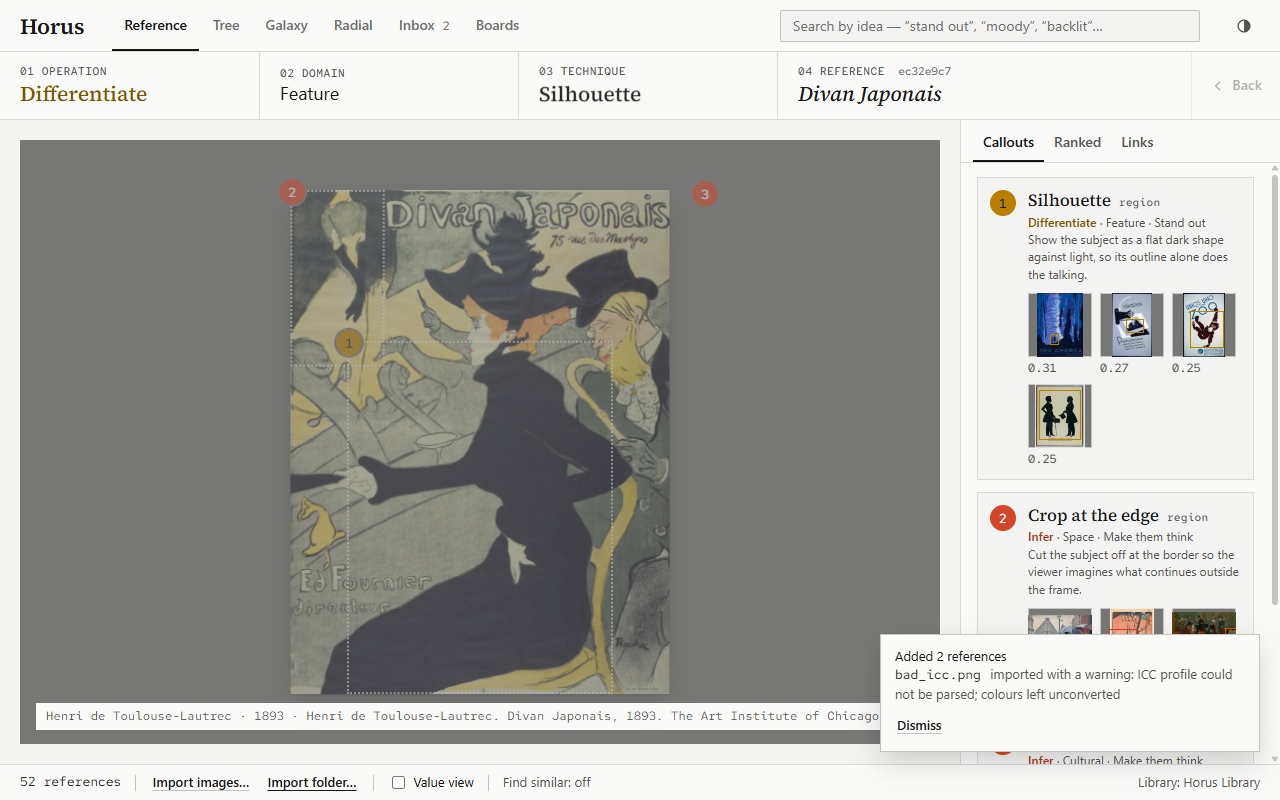 Horus
Reference
Tree
Galaxy
Radial
Inbox 2
Boards
Search by idea — “stand out”, “moody”, “backlit”…
01 OPERATION
Differentiate
02 DOMAIN
Feature
03 TECHNIQUE
Silhouette
04 REFERENCE ec32e9c7
Divan Japonais
Back
2
3
1
Divan Japonais
75 rue des Martyrs
Ed Fournier
directeur
Henri de Toulouse-Lautrec · 1893 · Henri de Toulouse-Lautrec. Divan Japonais, 1893. The Art Institute of Chicago
Callouts
Ranked
Links
1
Silhouette region
Differentiate · Feature · Stand out
Show the subject as a flat dark shape
against light, so its outline alone does
the talking.
0.31
0.27
0.25
0.25
2
Crop at the edge region
Infer · Space · Make them think
Cut the subject off at the border so the
viewer imagines what continues outside
the frame.
Added 2 references
bad_icc.png imported with a warning: ICC profile could
not be parsed; colours left unconverted
Dismiss
Infer · Cultural · Make them think
52 references
Import images…
Import folder…
Value view
Find similar: off
Library: Horus Library